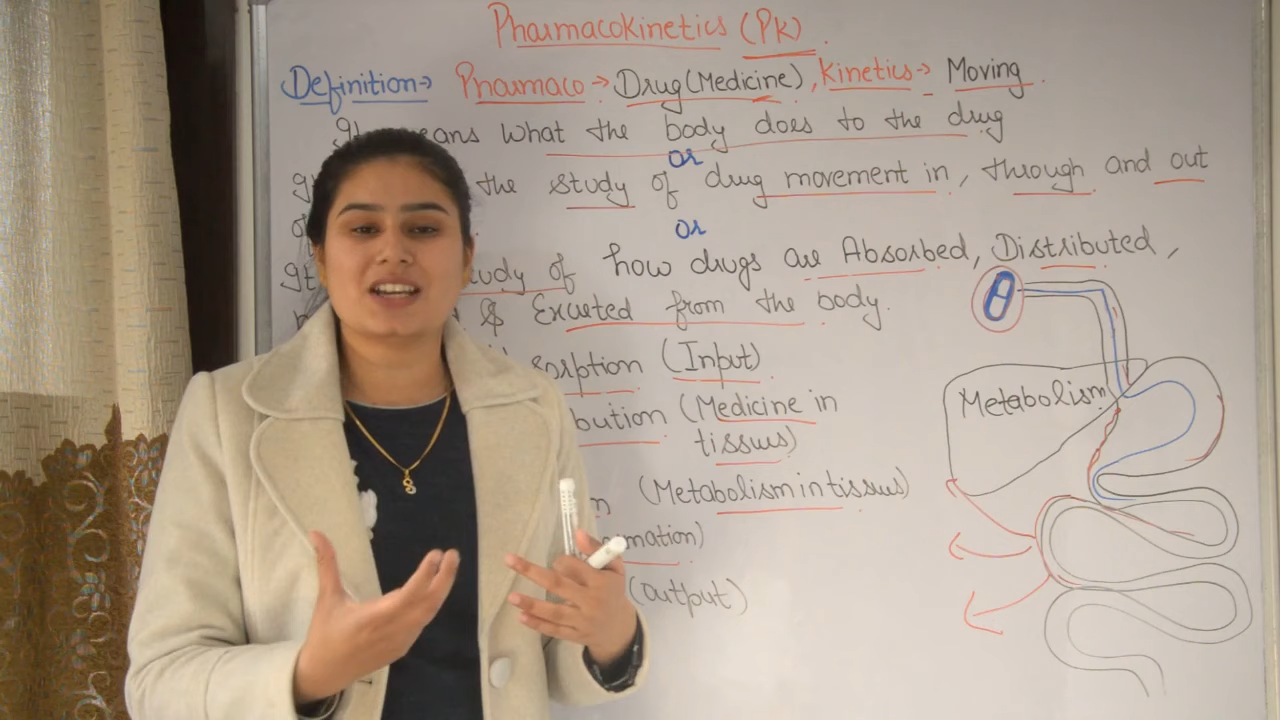 Pharmacokinetics (PK).
Definition→ Pharmaco→ Drug (Medicine), Kinetics→ Moving.
means what the body does to the drug
or
the study of drug movement in, through and out
or
study of how drugs are Absorbed, Distributed,
& Excreted from the body.
sorption (Input)
bution (Medicine in
tissues)
n (Metabolism in tissues)
mation)
(output)
Metabolism